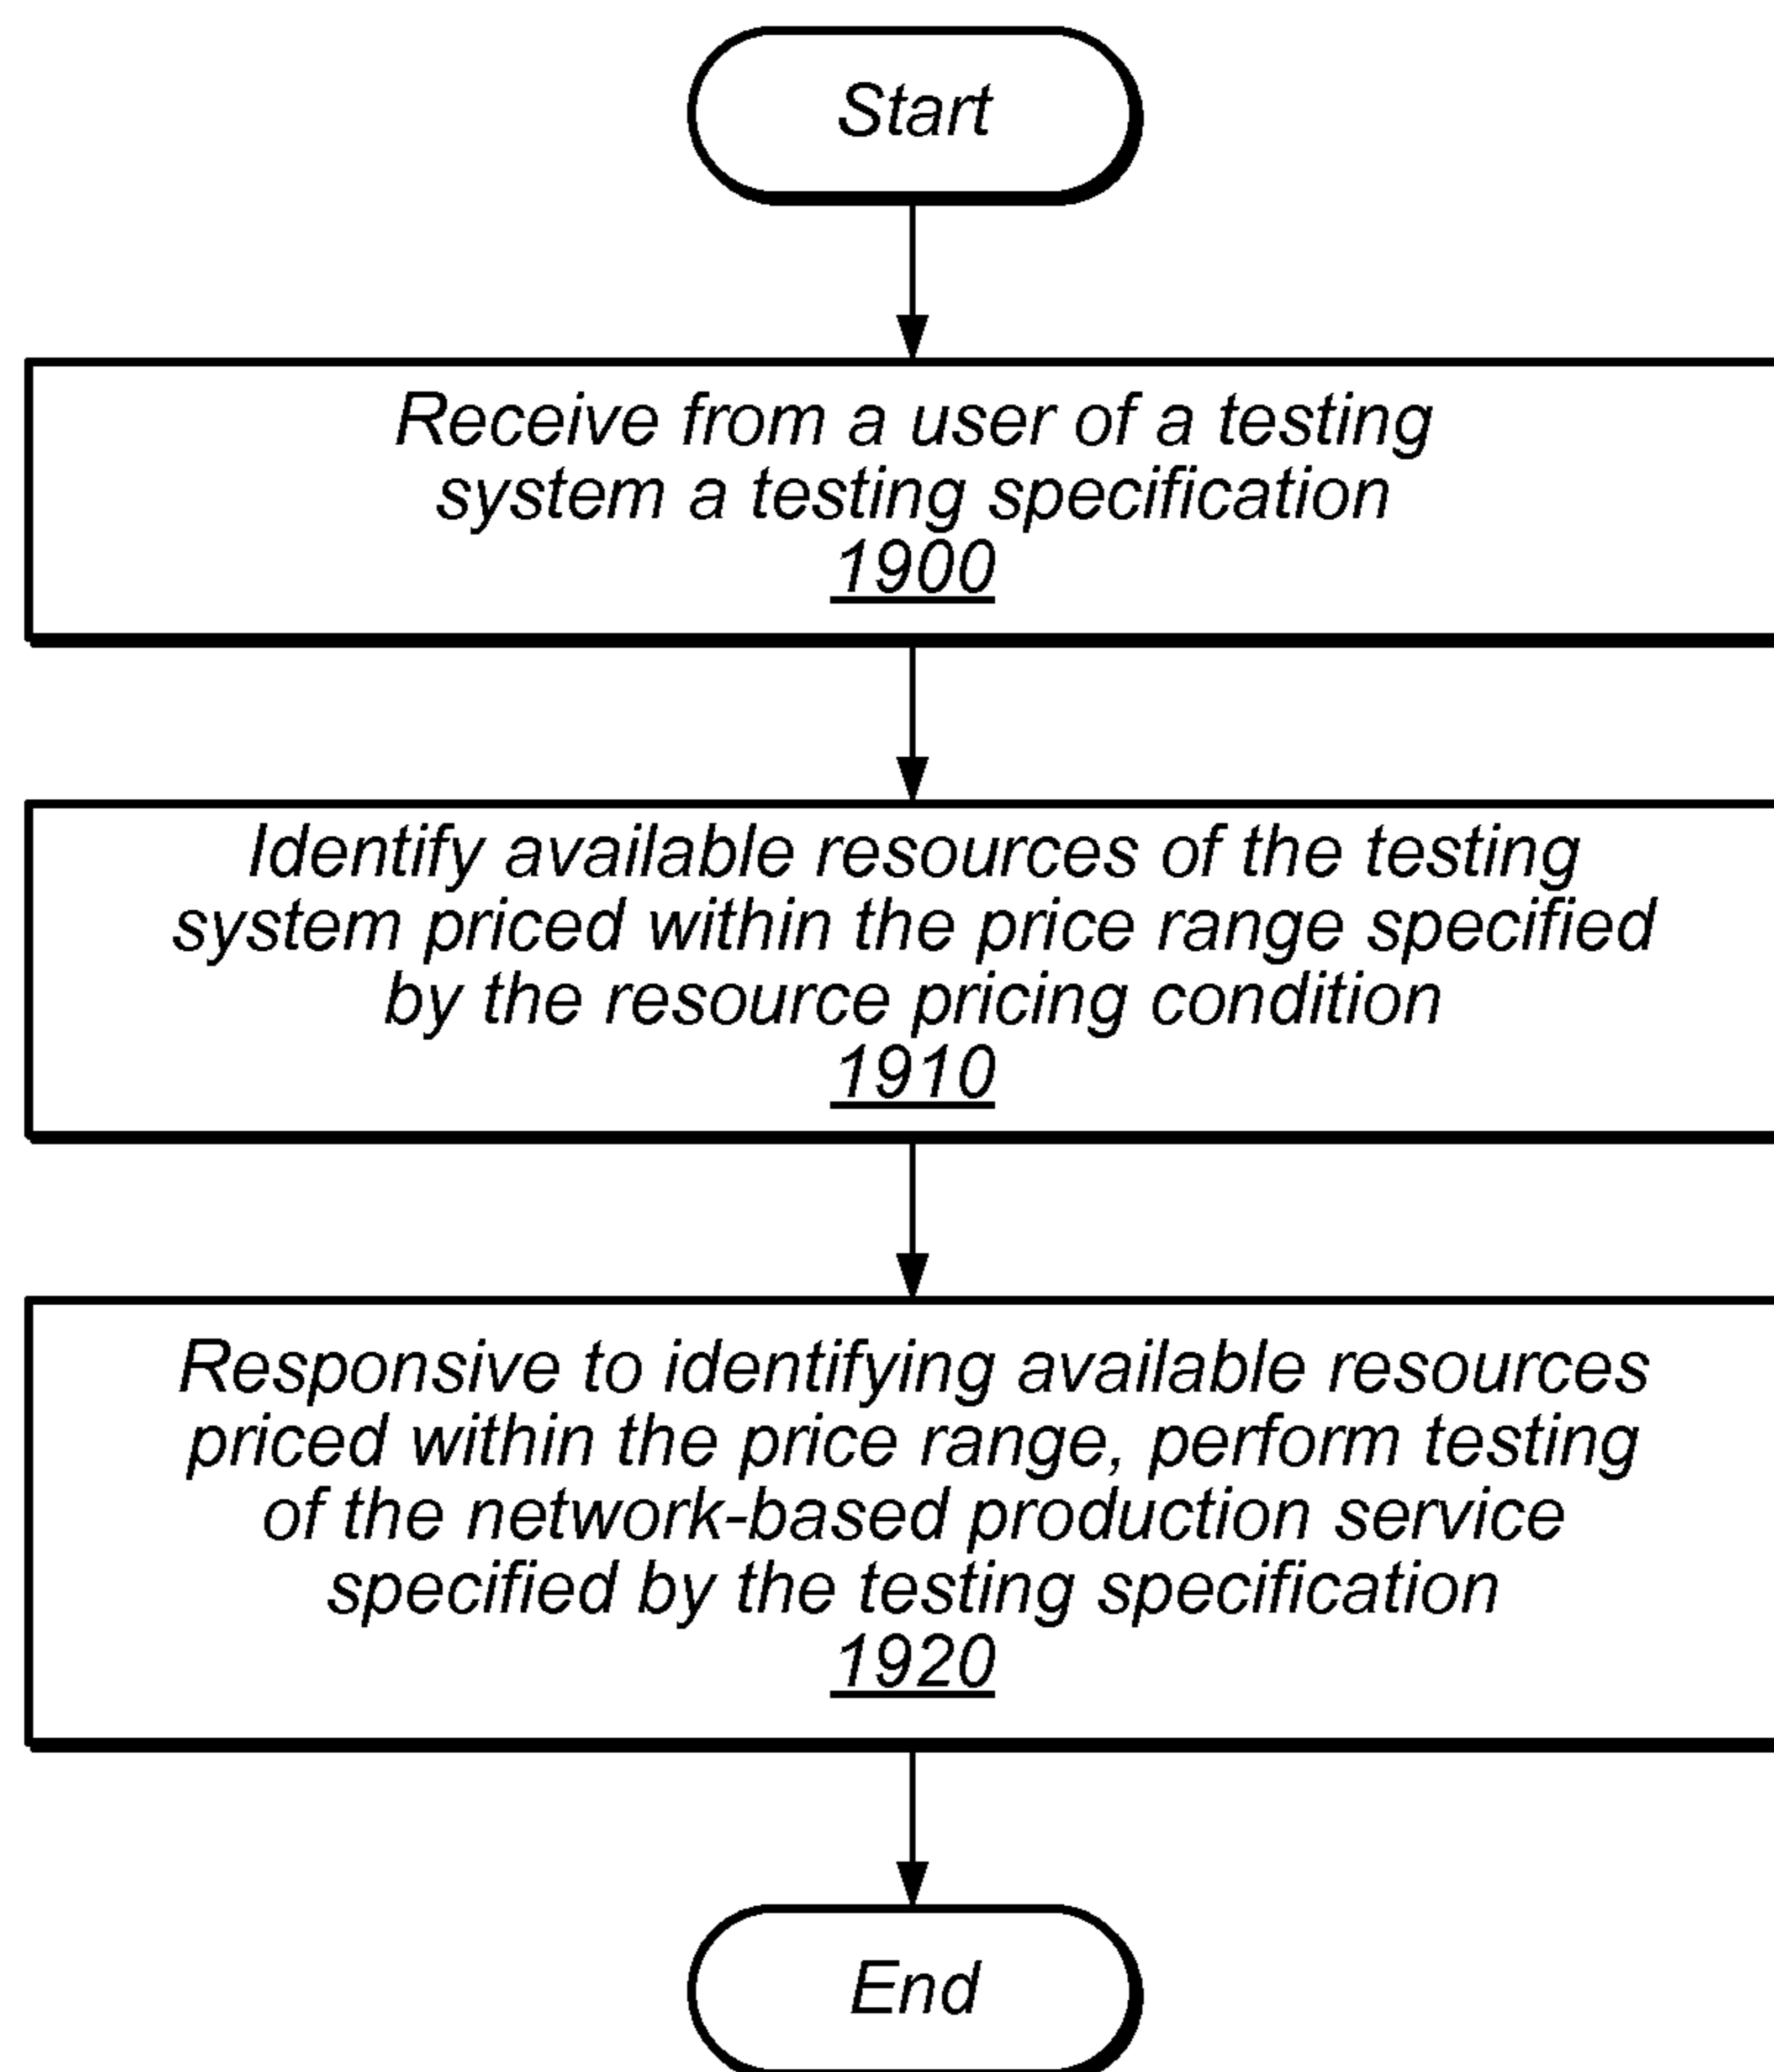 Start
Receive from a user of a testing
system a testing specification
1900
Identify available resources of the testing
system priced within the price range specified
by the resource pricing condition
1910
Responsive to identifying available resources
priced within the price range, perform testing
of the network-based production service
specified by the testing specification
1920
End